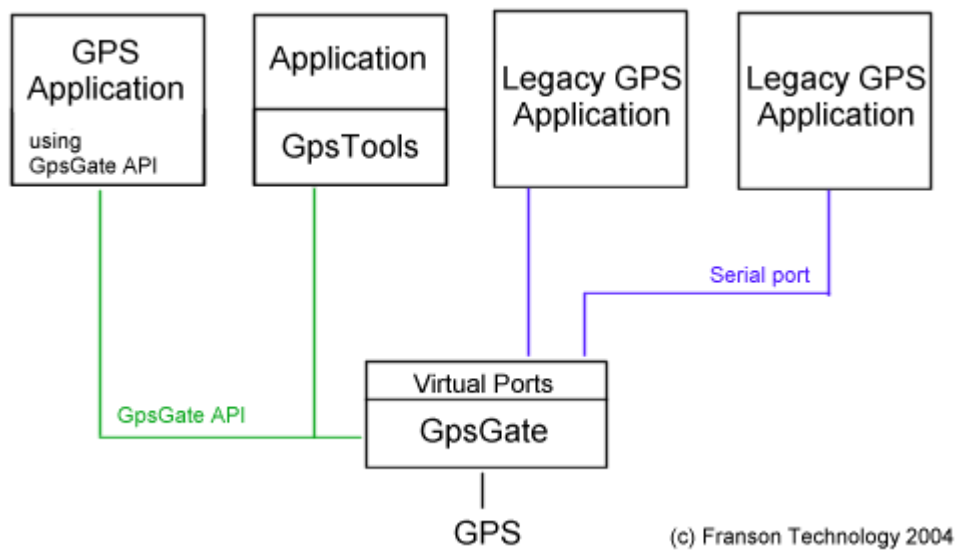 GPS
Application
using
GpsGate API
Application
GpsTools
Legacy GPS
Application
Legacy GPS
Application
Serial port
GpsGate API
Virtual Ports
GpsGate
GPS
(c) Franson Technology 2004